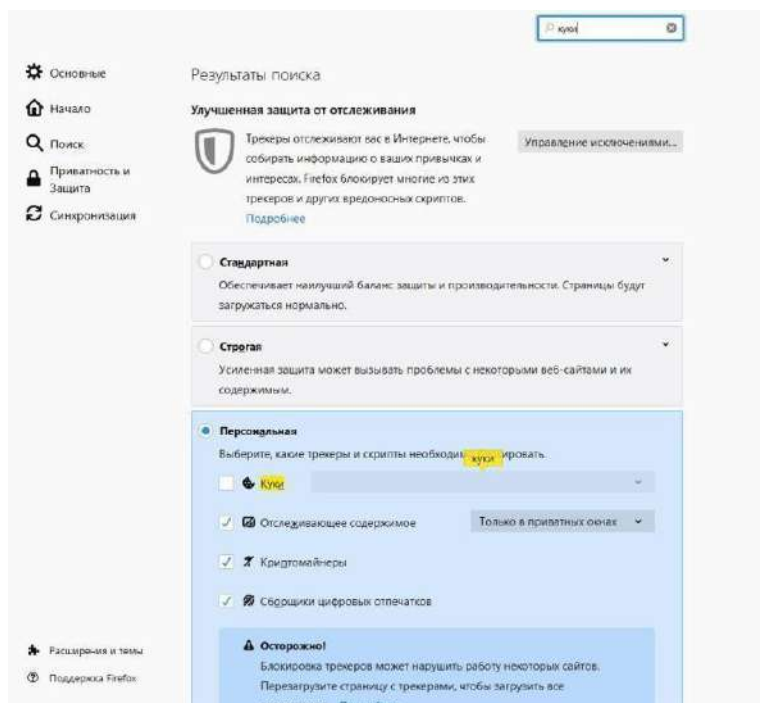 куки
Основные
Начало
Поиск
Приватность и
Защита
Синхронизация
Результаты поиска
Улучшенная защита от отслеживания
Трекеры отслеживают вас в Интернете, чтобы
собирать информацию о ваших привычках и
интересах. Firefox блокирует многие из этих
трекеров и других вредоносных скриптов.
Подробнее
Управление исключениями...
Стандартная
Обеспечивает наилучший баланс защиты и производительности. Страницы будут
загружаться нормально.
Строгая
Усиленная защита может вызывать проблемы с некоторыми веб-сайтами и их
содержимым.
Персональная
Выберите, какие трекеры и скрипты необходим ировать.
куки
Куки
Отслеживающее содержимое
Только в приватных окнах
Криптомайнеры
Сборщики цифровых отпечатков
Осторожно!
Блокировка трекеров может нарушить работу некоторых сайтов.
Перезагрузите страницу с трекерами, чтобы загрузить все
Расширения и темы
Поддержка Firefox